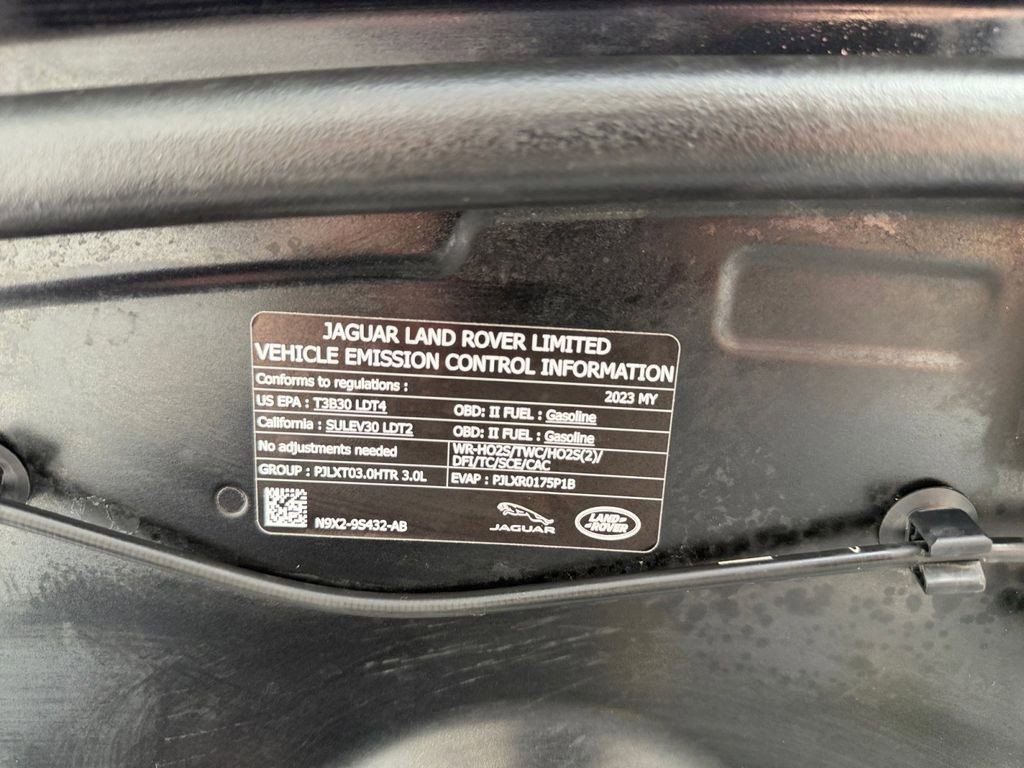 JAGUAR LAND ROVER LIMITED
VEHICLE EMISSION CONTROL INFORMATION
Conforms to regulations : 2023 MY
US EPA : T3B30 LDT4 OBD: II FUEL : Gasoline
California : SULEV30 LDT2 OBD: II FUEL : Gasoline
No adjustments needed WR-HO2S/TWC/HO2S(2)/
DFI/TC/SCE/CAC
GROUP : PJLXT03.0HTR 3.0L EVAP : PJLXR0175P1B
N9X2-9S432-AB
JAGUAR
LAND-
-ROVER